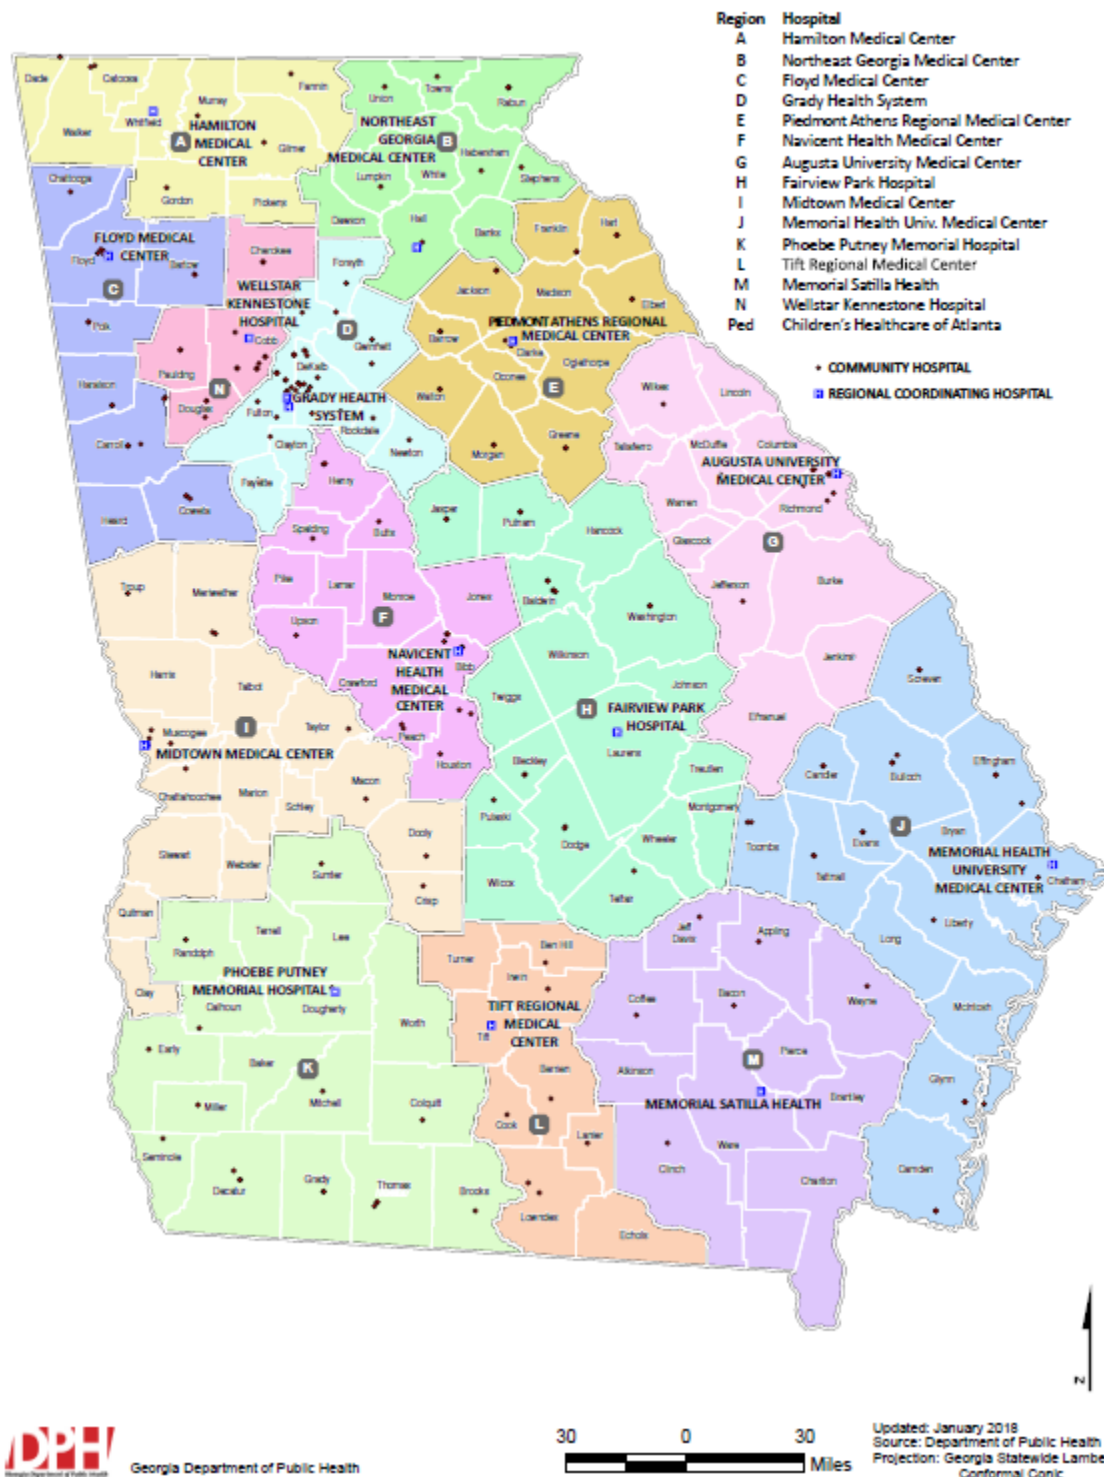 Region Hospital
A Hamilton Medical Center
B Northeast Georgia Medical Center
C Floyd Medical Center
D Grady Health System
E Piedmont Athens Regional Medical Center
F Navicent Health Medical Center
G Augusta University Medical Center
H Fairview Park Hospital
I Midtown Medical Center
J Memorial Health Univ. Medical Center
K Phoebe Putney Memorial Hospital
L Tift Regional Medical Center
M Memorial Satilla Health
N Wellstar Kennestone Hospital
Ped Children's Healthcare of Atlanta
COMMUNITY HOSPITAL
H REGIONAL COORDINATING HOSPITAL
Dade
Catoosa
Whitfield
Murray
Fannin
Walker
Gilmer
Gordon
Pickens
A
HAMILTON
MEDICAL
CENTER
Union
Towns
Rabun
NORTHEAST
GEORGIA
MEDICAL CENTER
B
Habersham
White
Lumpkin
Stephens
Dawson
Hall
Banks
Chattooga
FLOYD MEDICAL
CENTER
Floyd
Bartow
C
Polk
Haralson
Carroll
Heard
Coweta
Cherokee
WELLSTAR
KENNESTONE
HOSPITAL
Cobb
Paulding
N
Douglas
Forsyth
D
Gwinnett
DeKalb
GRADY HEALTH
SYSTEM
Fulton
Rockdale
Clayton
Newton
Fayette
Franklin
Hart
Jackson
Madison
Elbert
PIEDMONT ATHENS REGIONAL
MEDICAL CENTER
Barrow
Clarke
Oglethorpe
Oconee
E
Walton
Greene
Morgan
Wilkes
Lincoln
Taliaferro
McDuffie
Columbia
AUGUSTA UNIVERSITY
MEDICAL CENTER
Warren
Richmond
Glascock
G
Jefferson
Burke
Jenkins
Emanuel
Henry
Spalding
Butts
Pike
Lamar
Monroe
Jones
F
Upson
NAVICENT
HEALTH
MEDICAL
CENTER
Bibb
Crawford
Peach
Houston
Jasper
Putnam
Hancock
Baldwin
Washington
Wilkinson
Twiggs
Johnson
H
FAIRVIEW PARK
HOSPITAL
Laurens
Bleckley
Treutlen
Pulaski
Montgomery
Dodge
Wheeler
Wilcox
Telfair
Troup
Meriwether
Harris
Talbot
I
Taylor
Muscogee
MIDTOWN MEDICAL CENTER
Chattahoochee
Marion
Schley
Macon
Dooly
Stewart
Webster
Crisp
Quitman
Clay
Screven
Candler
Bulloch
Effingham
J
Bryan
Toombs
Evans
MEMORIAL HEALTH
UNIVERSITY
MEDICAL CENTER
Chatham
Tattnall
Liberty
Long
McIntosh
Glynn
Camden
Sumter
Terrell
Lee
Randolph
PHOEBE PUTNEY
MEMORIAL HOSPITAL
Calhoun
Dougherty
Worth
Early
Baker
K
Miller
Mitchell
Colquitt
Seminole
Decatur
Grady
Thomas
Brooks
Turner
Ben Hill
Irwin
TIFT REGIONAL
MEDICAL
CENTER
Tift
Berrien
Cook
L
Lanier
Lowndes
Echols
Jeff
Davis
Appling
Coffee
Bacon
Wayne
Pierce
M
Atkinson
MEMORIAL SATILLA HEALTH
Brantley
Ware
Clinch
Charlton
N
DPH
Georgia Department of Public Health
30 0 30
Miles
Updated: January 2018
Source: Department of Public Health
Projection: Georgia Statewide Lambe
Conformal Conic